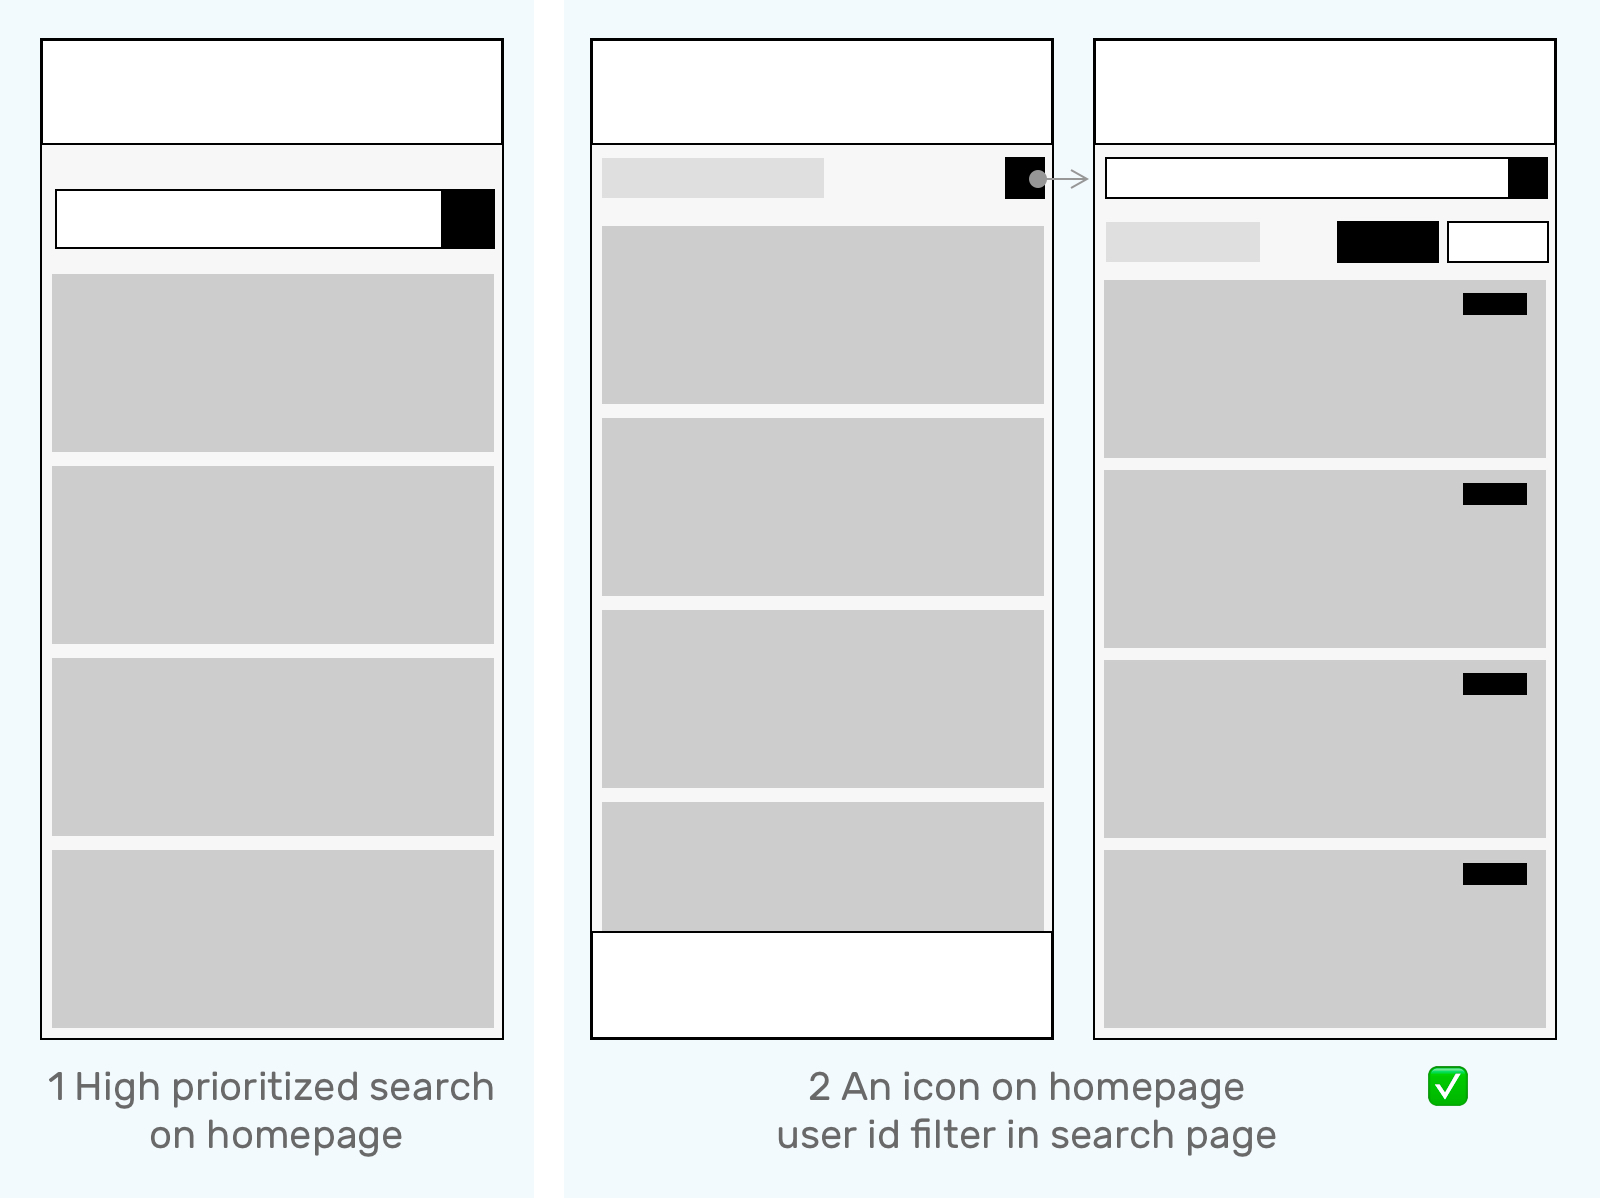 1 High prioritized search
on homepage
2 An icon on homepage
user id filter in search page